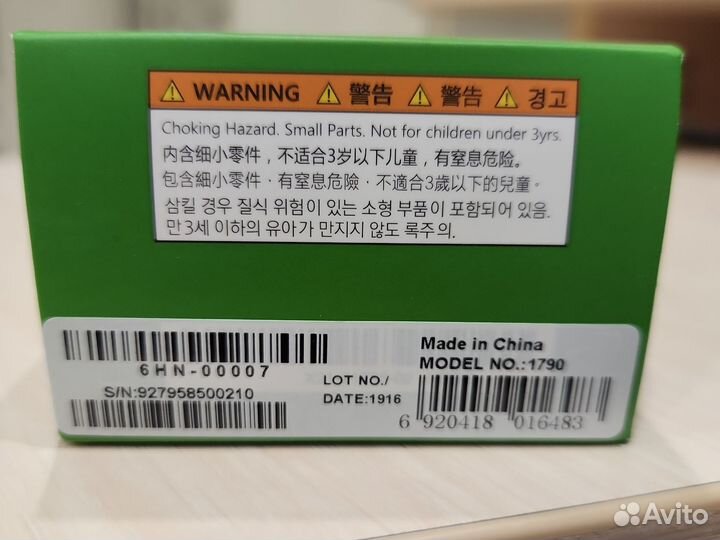 ⚠ WARNING ⚠ 警告 ⚠ 警告 ⚠ 경고
Choking Hazard. Small Parts. Not for children under 3yrs.
内含细小零件，不适合3岁以下儿童，有窒息危险。
包含細小零件，有窒息危險，不適合3歲以下的兒童。
삼킬 경우 질식 위험이 있는 소형 부품이 포함되어 있음.
만 3세 이하의 유아가 만지지 않도록주의.
6HN-00007
S/N:927958500210
LOT NO./
DATE:1916
Made in China
MODEL NO.:1790
6 920418 016483
Avito